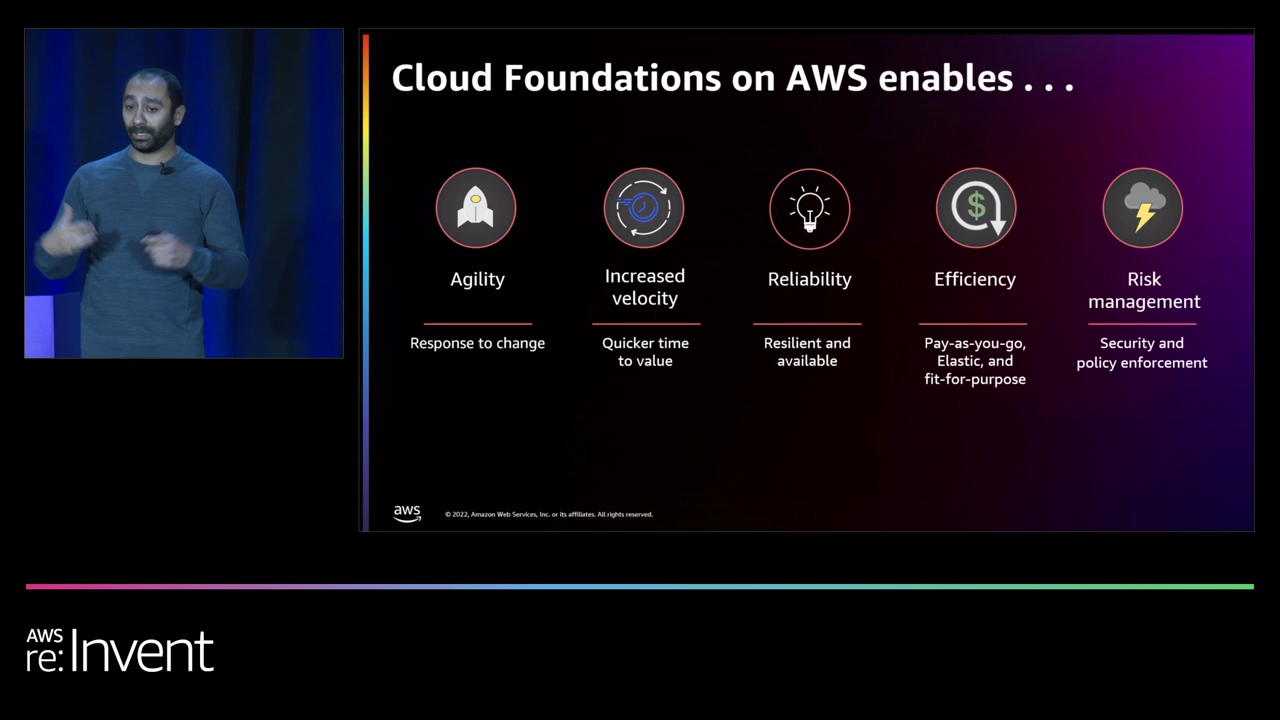 Cloud Foundations on AWS enables . . .
Agility
Response to change
Increased
velocity
Quicker time
to value
Reliability
Resilient and
available
Efficiency
Pay-as-you-go,
Elastic, and
fit-for-purpose
Risk
management
Security and
policy enforcement
aws
© 2022, Amazon Web Services, Inc. or its affiliates. All rights reserved.
AWS
re:Invent